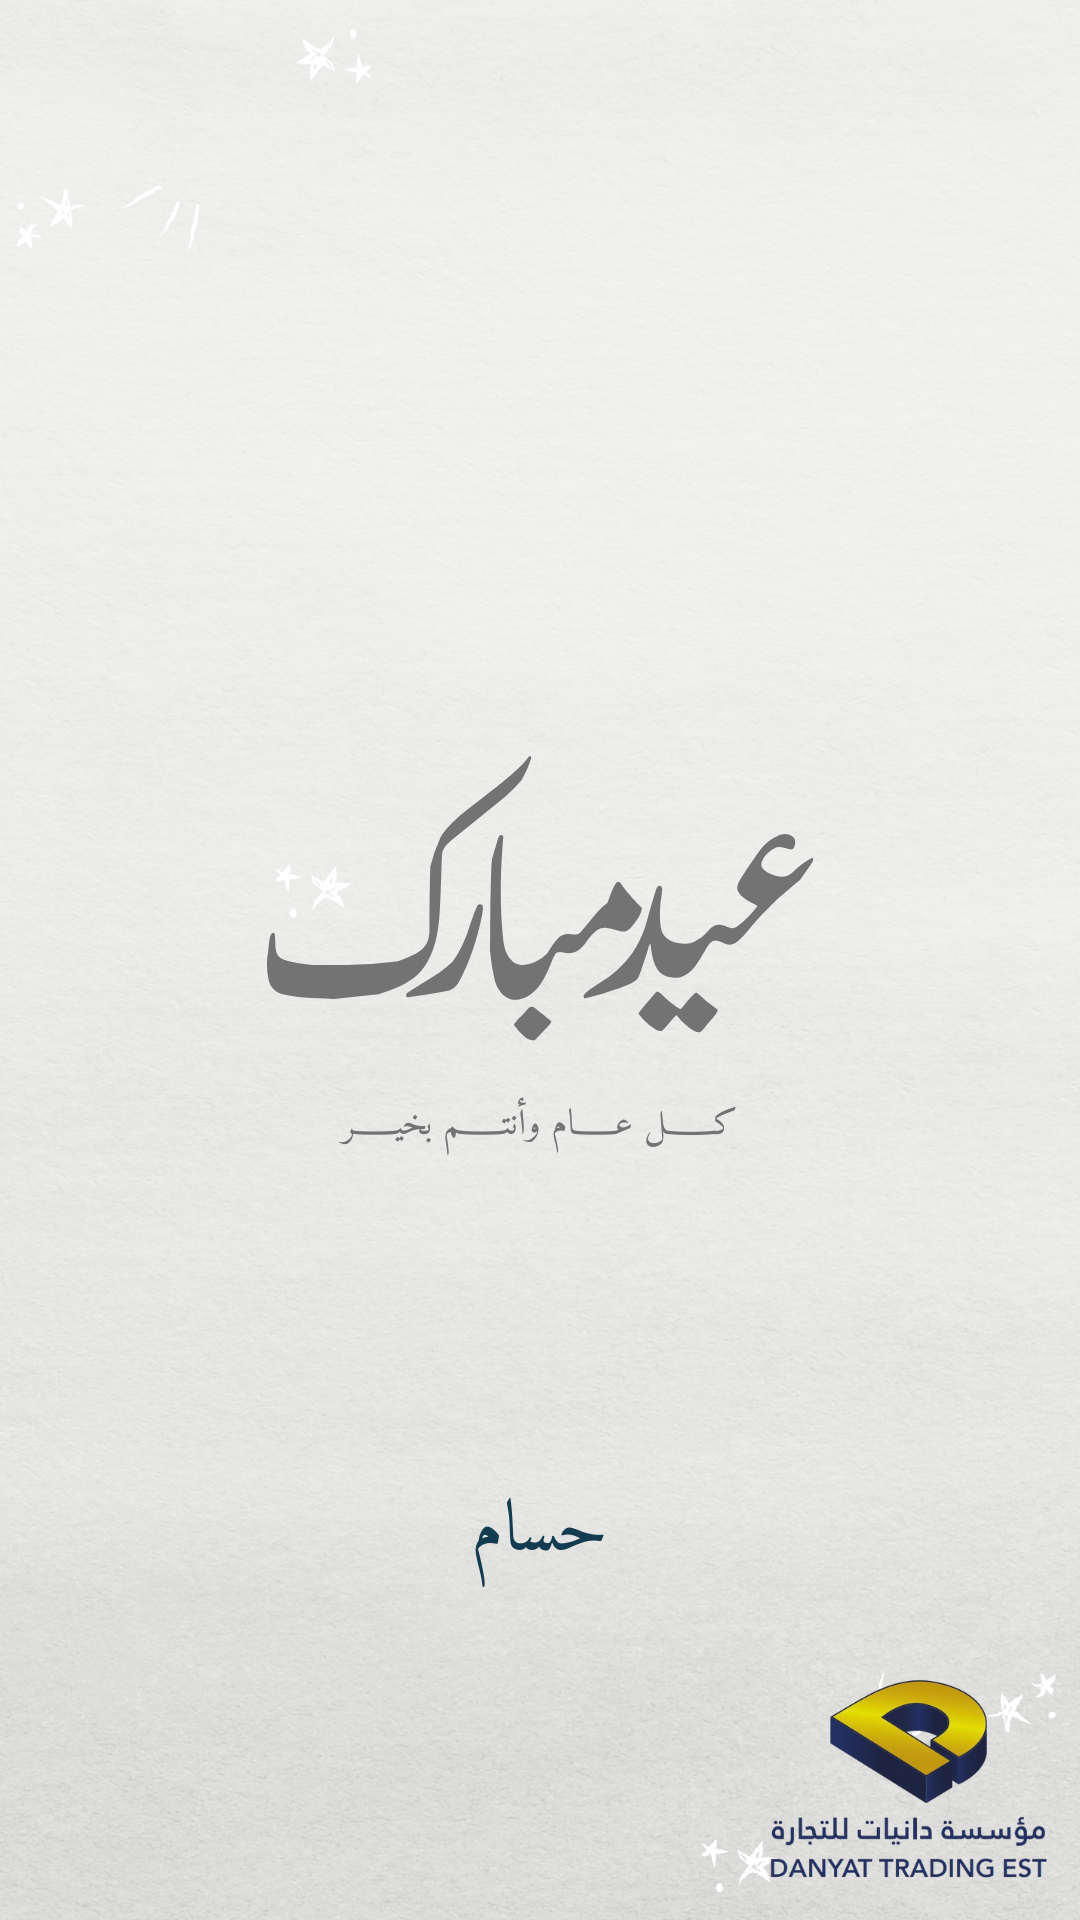 عيد مبارك
كل عام وأنتم بخير
حسام
مؤسسة دانيات للتجارة
DANYAT TRADING EST